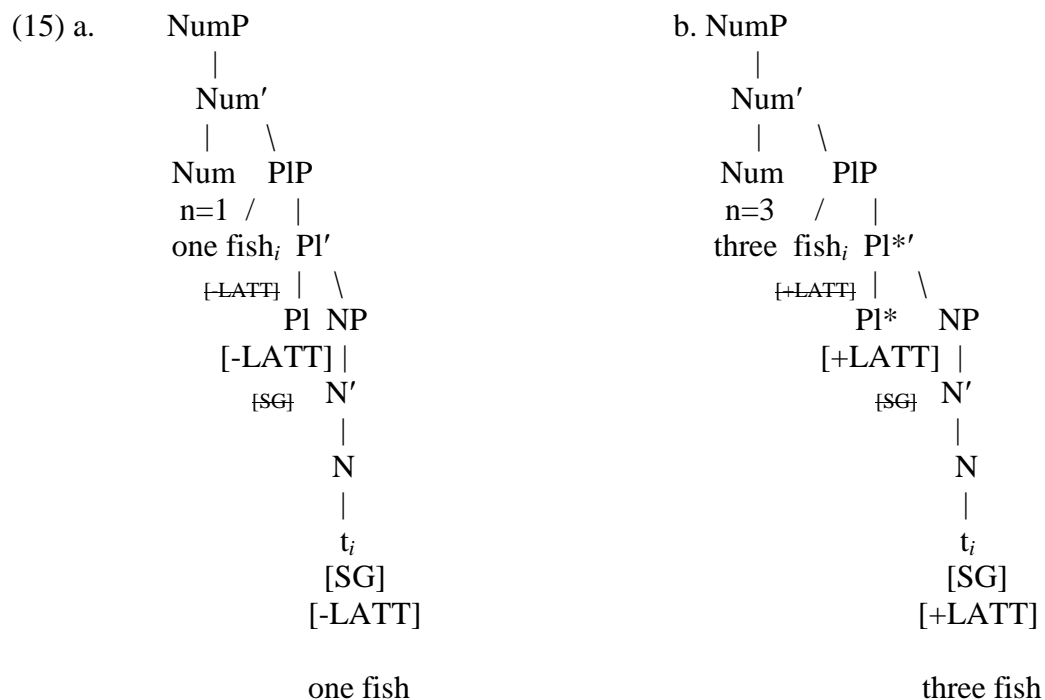 (15) a. NumP b. NumP
| |
Num′ Num′
| \ | \
Num PlP Num PlP
n=1 / | n=3 / |
one fishi Pl′ three fishi Pl*′
[-LATT] | \ [+LATT] | \
Pl NP Pl* NP
[-LATT] | [+LATT] |
[SG] N′ [SG] N′
| |
N N
| |
ti ti
[SG] [SG]
[-LATT] [+LATT]
one fish three fish